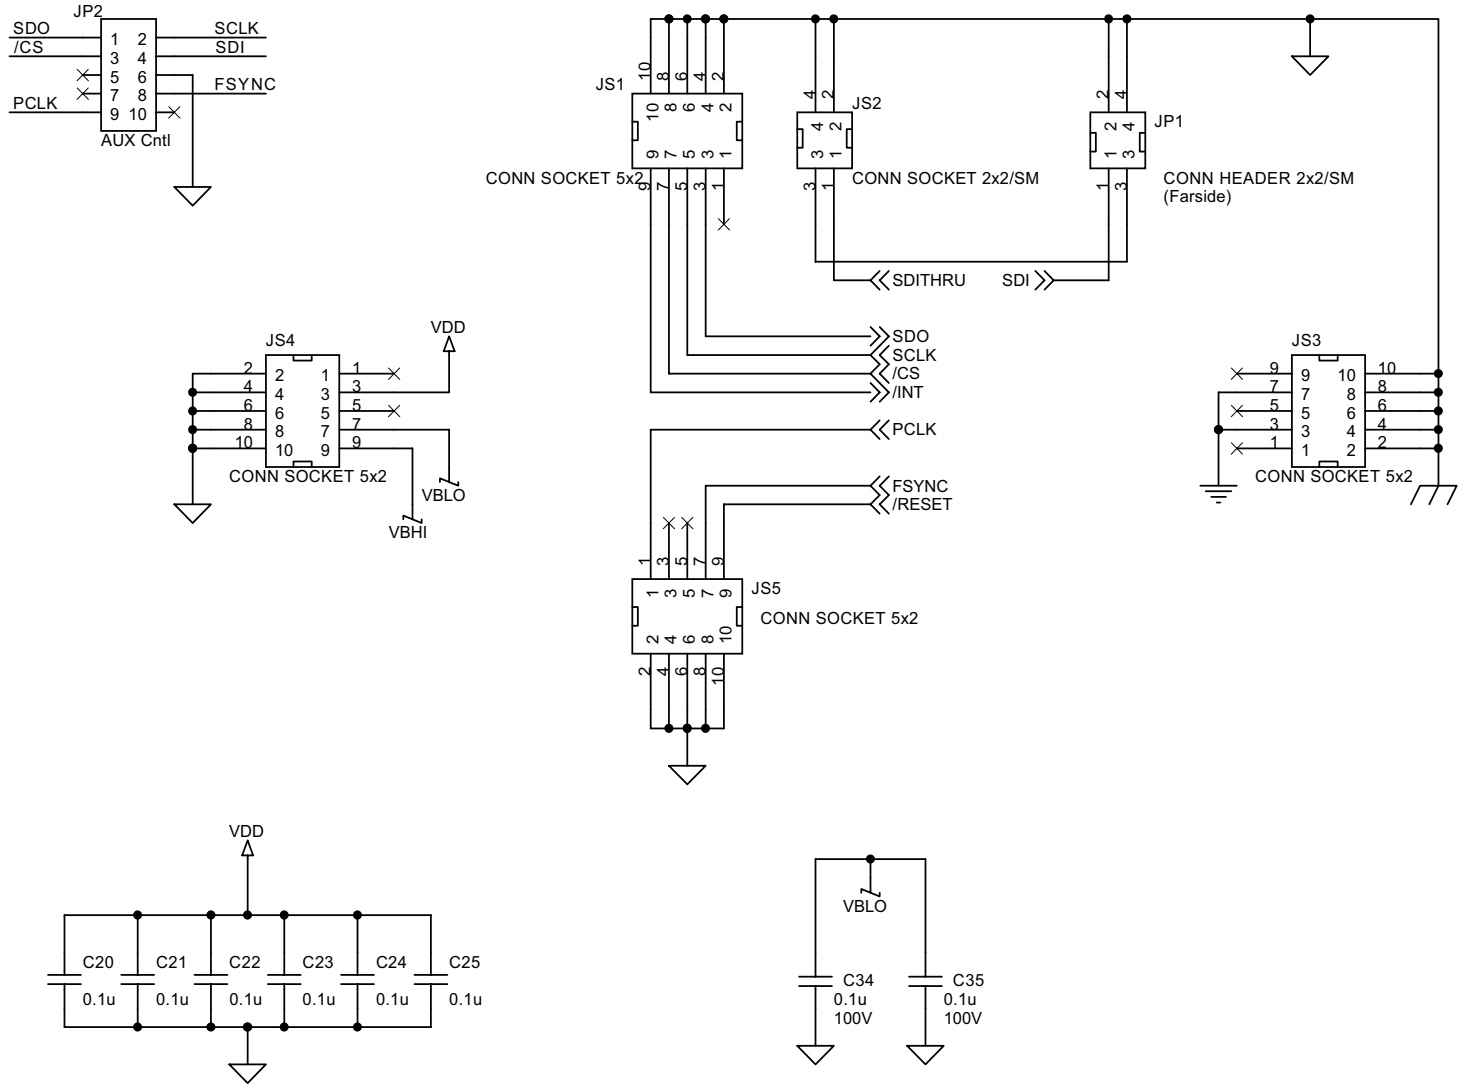 JP2
SDO 1 2 SCLK
/CS 3 4 SDI
5 6
7 8 FSYNC
PCLK 9 10
AUX Cntl
JS1
10 8 6 4 2
10 8 6 4 2
9 7 5 3 1
CONN SOCKET 5x2
9 7 5 3 1
JS2
4 2
4 2
3 1
CONN SOCKET 2x2/SM
3 1
JP1
2 4
2 4
1 3
CONN HEADER 2x2/SM
(Farside)
1 3
SDITHRU
SDI
SDO
SCLK
/CS
/INT
PCLK
FSYNC
/RESET
VDD
JS4
2 2 1 1
4 4 3 3
6 6 5 5
8 8 7 7
10 10 9 9
CONN SOCKET 5x2
VBLO
VBHI
JS3
9 9 10 10
7 7 8 8
5 5 6 6
3 3 4 4
1 1 2 2
CONN SOCKET 5x2
1 3 5 7 9
JS5
1 3 5 7 9
CONN SOCKET 5x2
2 4 6 8 10
2 4 6 8 10
VDD
C20 C21 C22 C23 C24 C25
0.1u 0.1u 0.1u 0.1u 0.1u 0.1u
VBLO
C34 C35
0.1u 0.1u
100V 100V